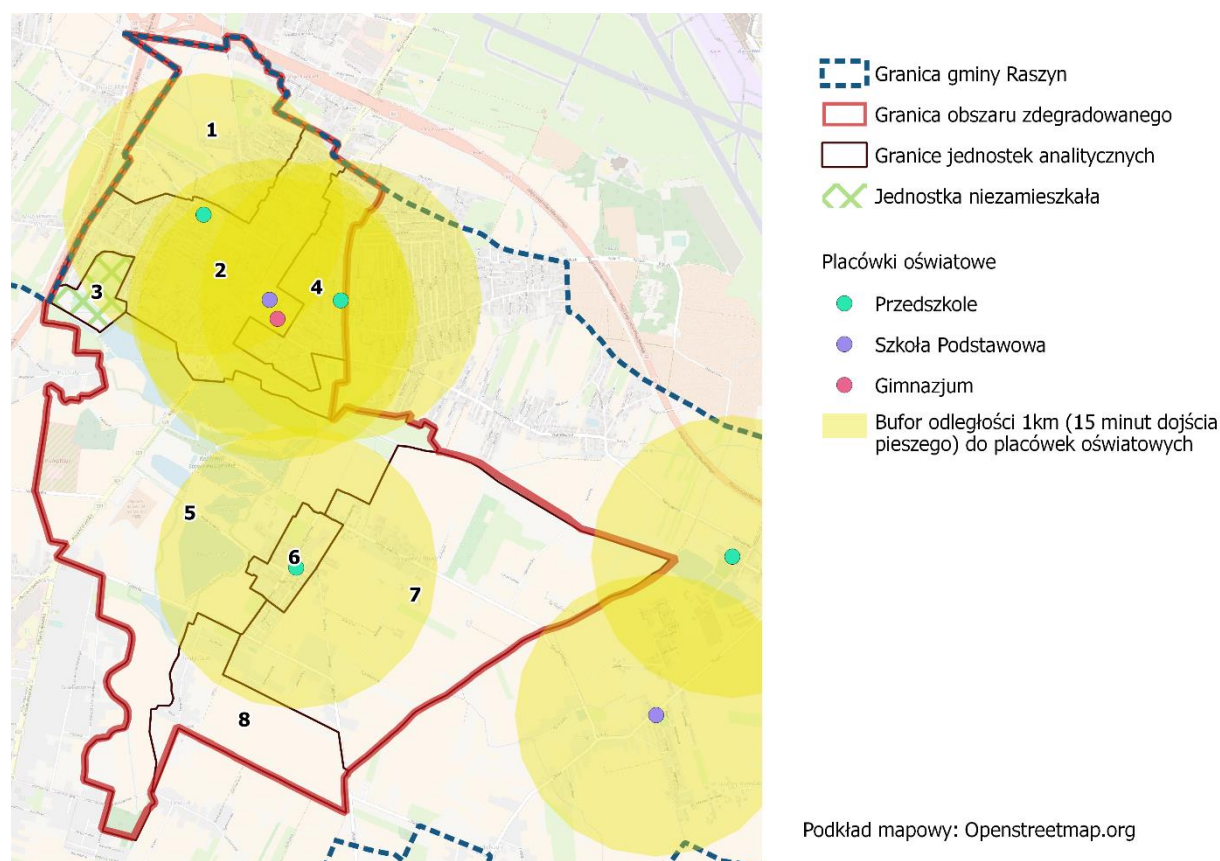 1
2
3
4
5
6
7
8
Granica gminy Raszyn
Granica obszaru zdegradowanego
Granice jednostek analitycznych
Jednostka niezamieszkała
Placówki oświatowe
Przedszkole
Szkoła Podstawowa
Gimnazjum
Bufor odległości 1km (15 minut dojścia
pieszego) do placówek oświatowych
Podkład mapowy: Openstreetmap.org